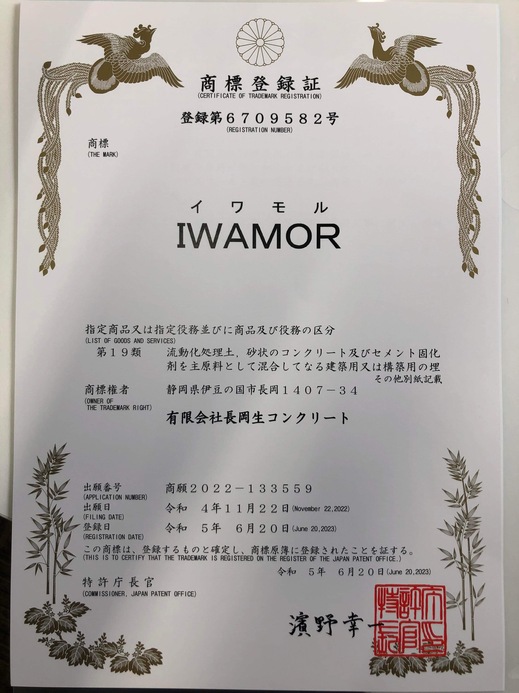 商標登録証
(CERTIFICATE OF TRADEMARK REGISTRATION)
登録第6709582号
(REGISTRATION NUMBER)
商標
(THE MARK)
イワモル
IWAMOR
指定商品又は指定役務並びに商品及び役務の区分
(LIST OF GOODS AND SERVICES)
第19類 流動化処理土，砂状のコンクリート及びセメント固化
剤を主原料として混合してなる建築用又は構築用の埋
その他別紙記載
商標権者 静岡県伊豆の国市長岡1407－34
(OWNER OF
THE TRADEMARK RIGHT)
有限会社長岡生コンクリート
出願番号 商願2022－133559
(APPLICATION NUMBER)
出願日 令和 4年11月22日(November 22,2022)
(FILING DATE)
登録日 令和 5年 6月20日(June 20,2023)
(REGISTRATION DATE)
この商標は、登録するものと確定し、商標原簿に登録されたことを証する。
(THIS IS TO CERTIFY THAT THE TRADEMARK IS REGISTERED ON THE REGISTER OF THE JAPAN PATENT OFFICE.)
令和 5年 6月20日(June 20,2023)
特許庁長官
(COMMISSIONER, JAPAN PATENT OFFICE)
濱野幸一